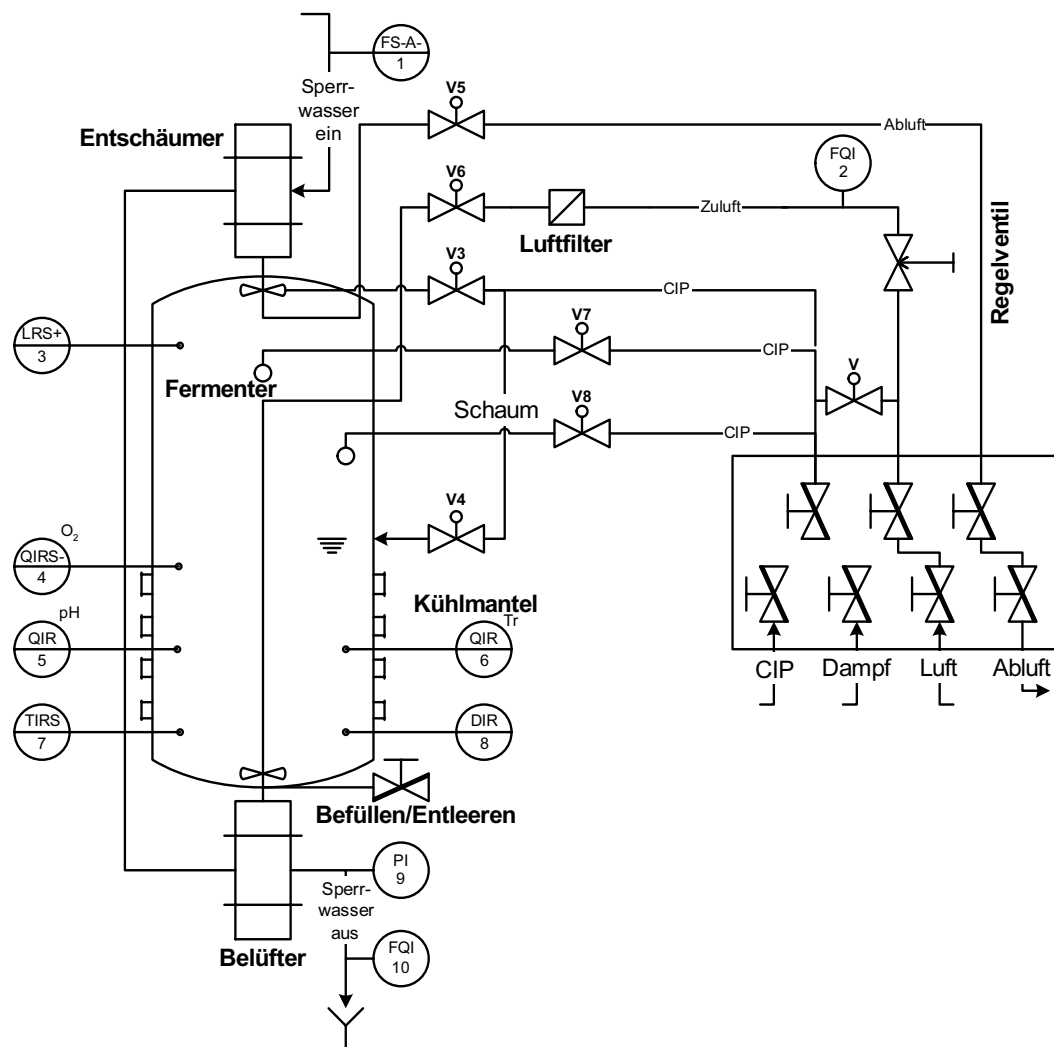 FS-A-
1
Sperr-
wasser
ein
V5
Entschäumer
Abluft
FQI
2
V6
Zuluft
Luftfilter
Regelventil
V3
CIP
LRS+
3
V7
CIP
Fermenter
V
Schaum
V8
CIP
V4
O2
QIRS-
4
Kühlmantel
pH
Tr
QIR
5
QIR
6
CIP
Dampf
Luft
Abluft
TIRS
7
DIR
8
Befüllen/Entleeren
PI
9
Sperr-
wasser
aus
Belüfter
FQI
10